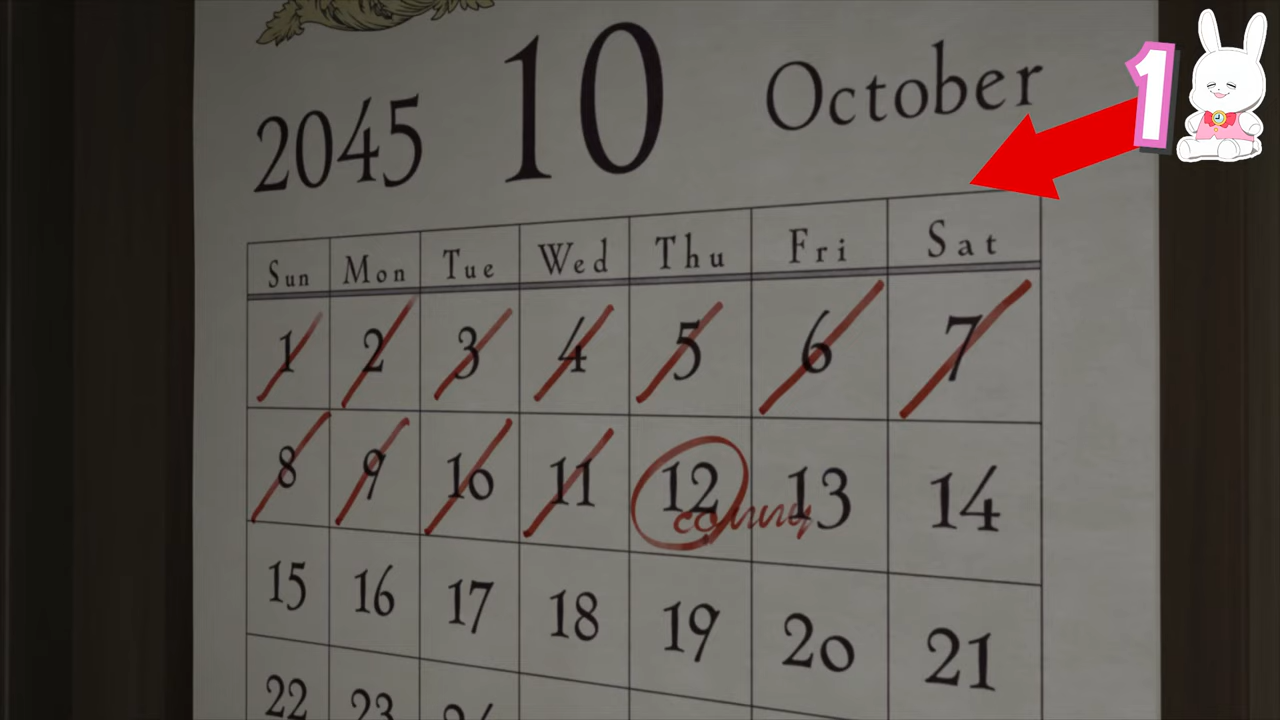 1
2045 10 October
Sun Mon Tue Wed Thu Fri Sat
1 2 3 4 5 6 7
8 9 10 11 12 13 14
15 16 17 18 19 20 21
22 23 24